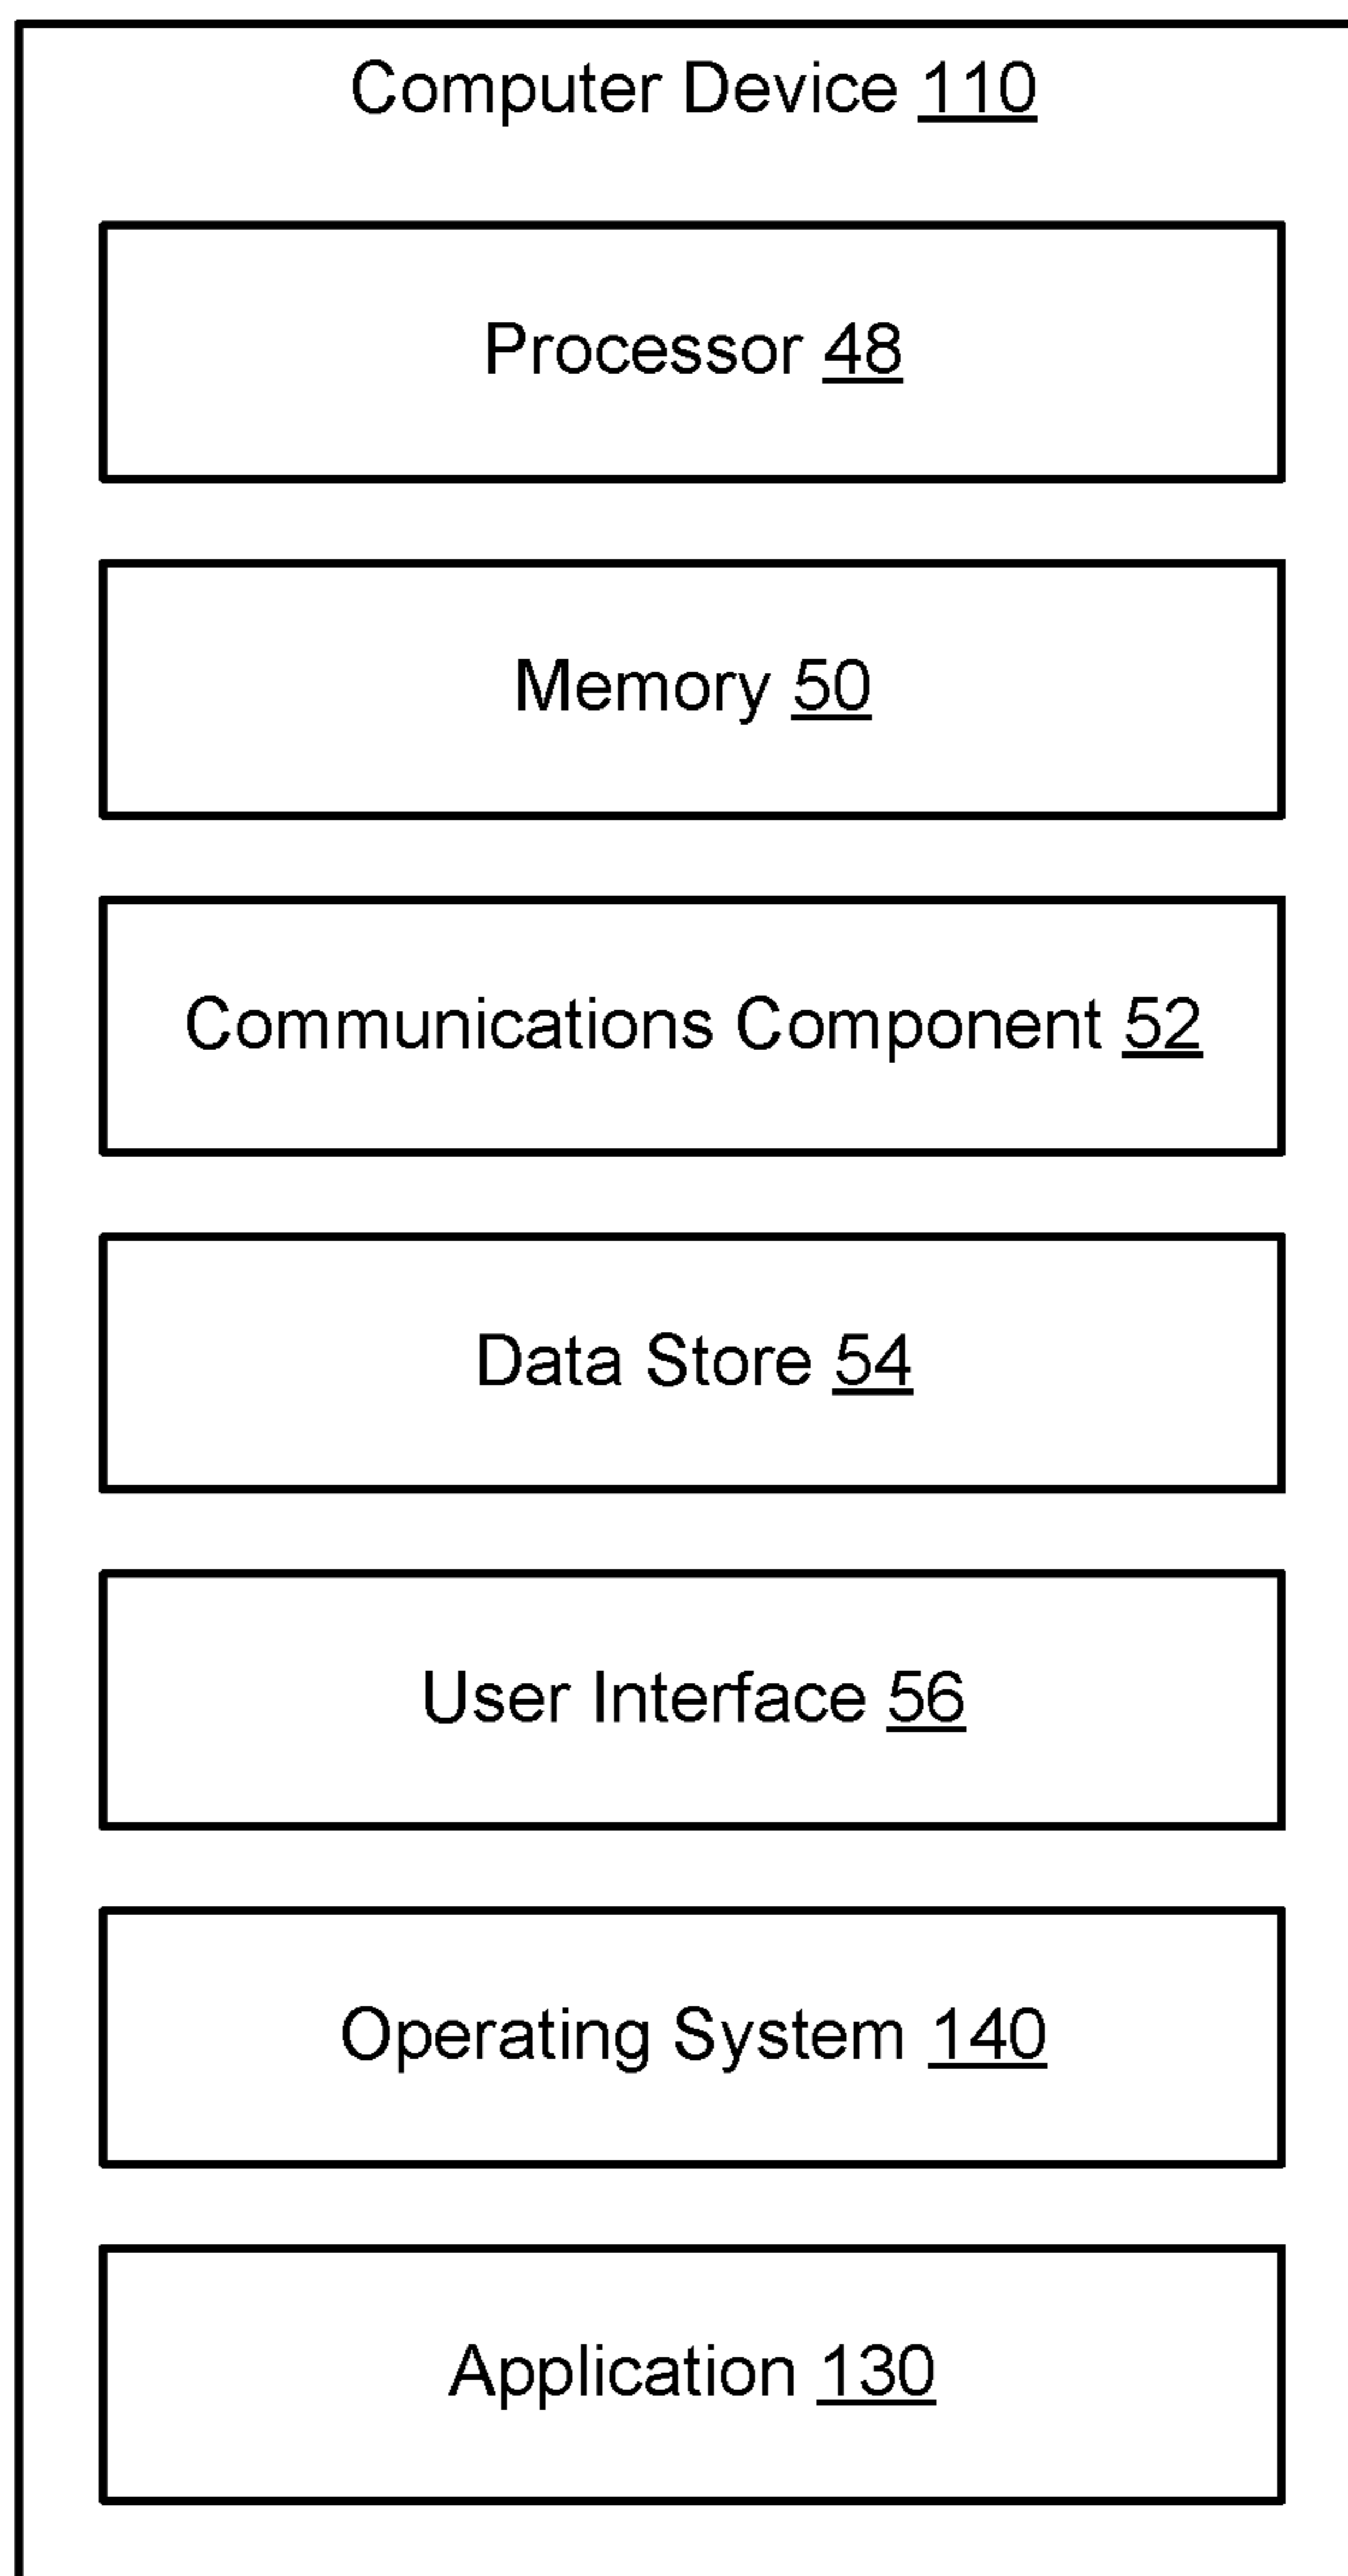 Computer Device 110
Processor 48
Memory 50
Communications Component 52
Data Store 54
User Interface 56
Operating System 140
Application 130